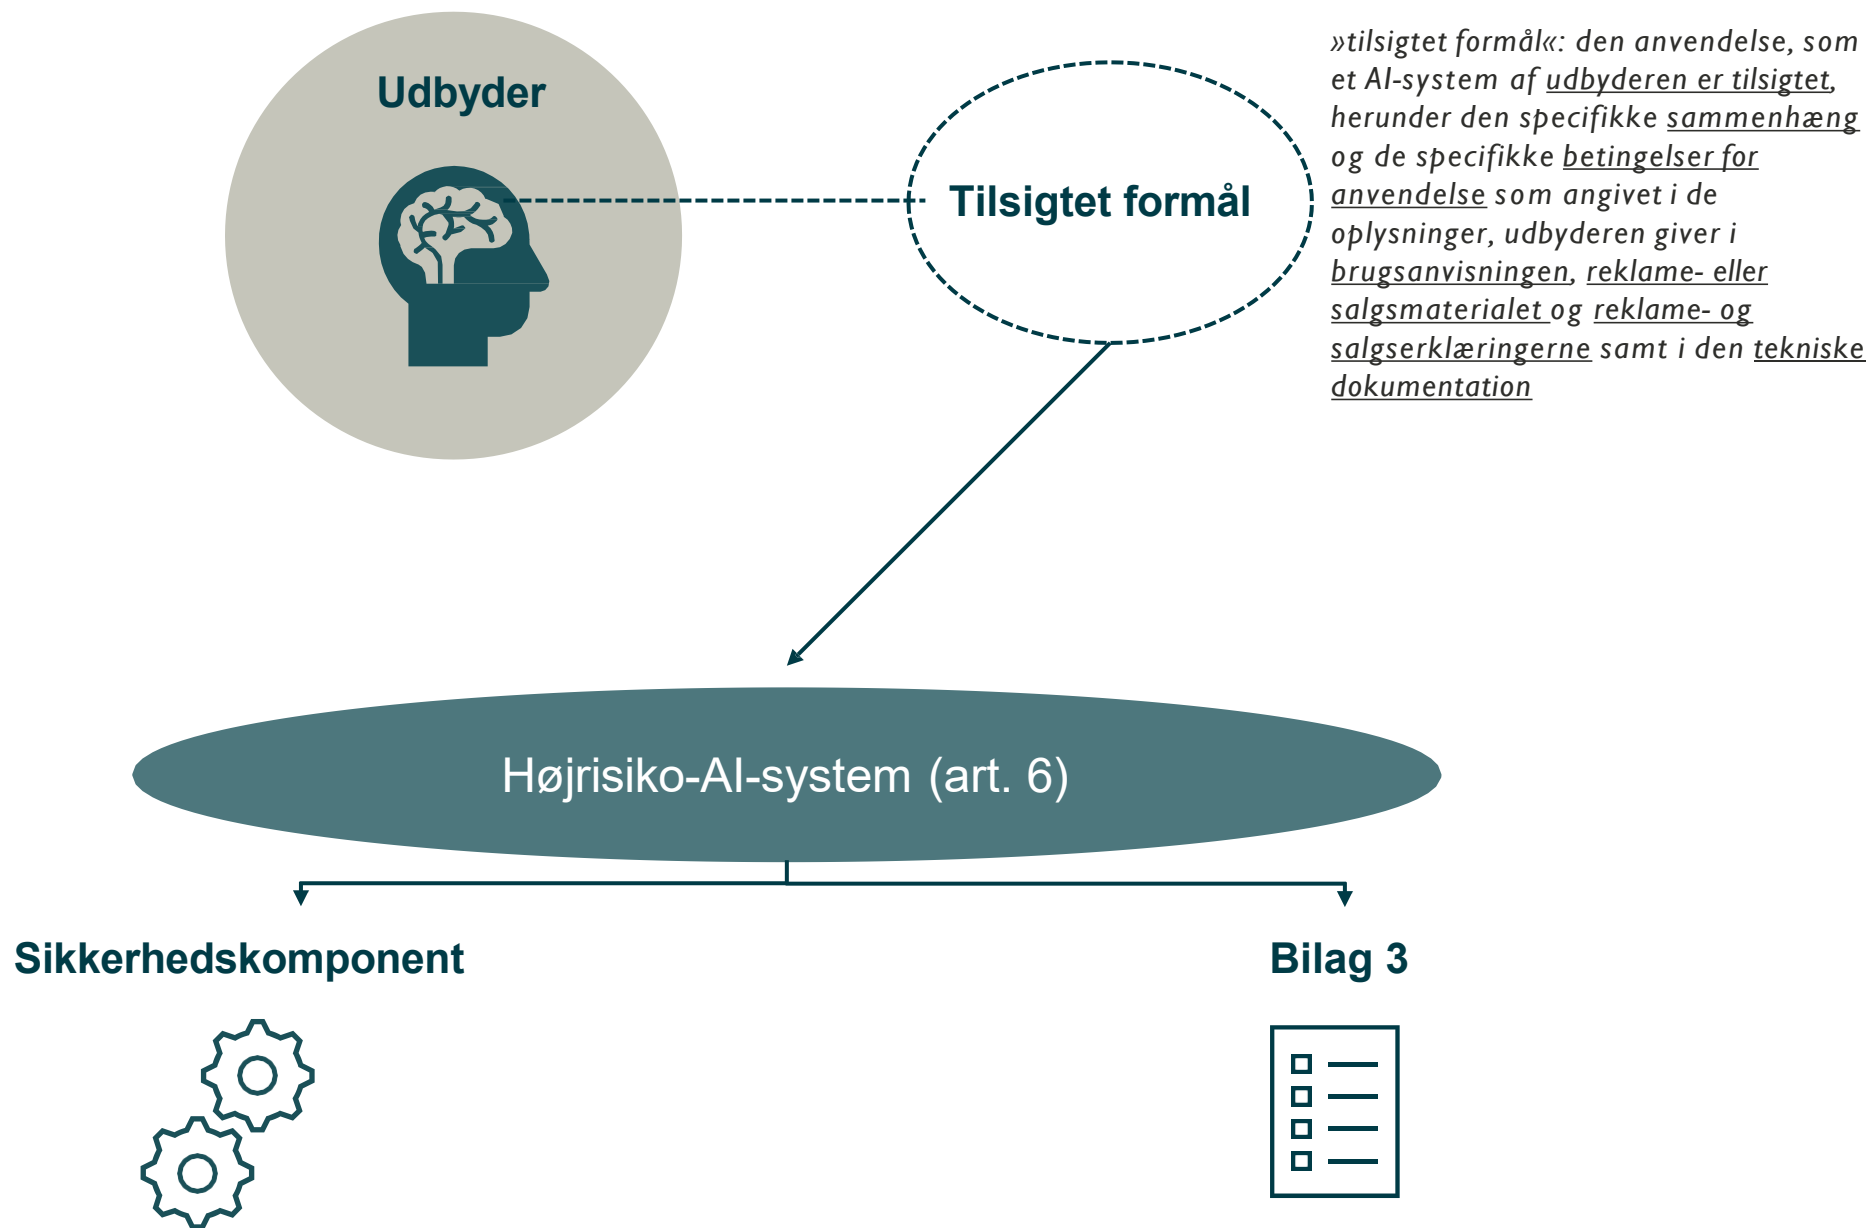 Udbyder
Tilsigtet formål
»tilsigtet formål«: den anvendelse, som
et AI-system af udbyderen er tilsigtet,
herunder den specifikke sammenhæng
og de specifikke betingelser for
anvendelse som angivet i de
oplysninger, udbyderen giver i
brugsanvisningen, reklame- eller
salgsmaterialet og reklame- og
salgserklæringerne samt i den tekniske
dokumentation
Højrisiko-AI-system (art. 6)
Sikkerhedskomponent
Bilag 3